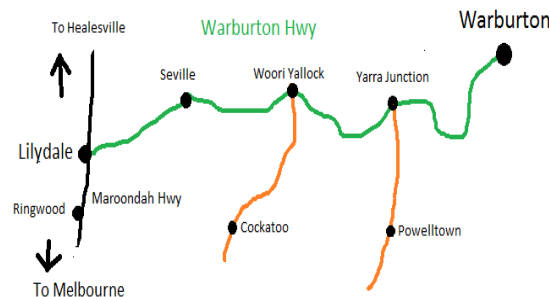 Warburton
To Healesville
Warburton Hwy
Seville
Woori Yallock
Yarra Junction
Lilydale
Ringwood
Maroondah Hwy
Cockatoo
Powelltown
To Melbourne